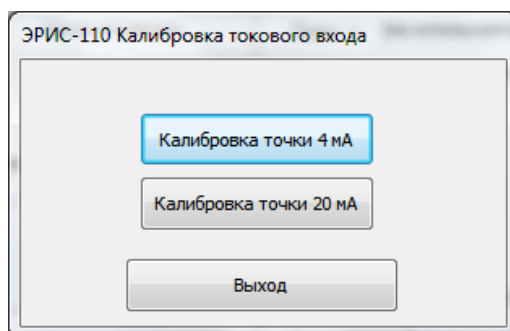 ЭРИС-110 Калибровка токового входа
Калибровка точки 4 мА
Калибровка точки 20 мА
Выход